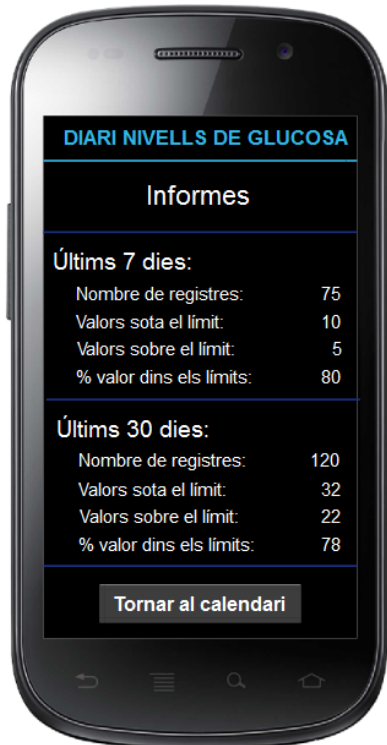 DIARI NIVELLS DE GLUCOSA
Informes
Últims 7 dies:
Nombre de registres: 75
Valors sota el límit: 10
Valors sobre el límit: 5
% valor dins els límits: 80
Últims 30 dies:
Nombre de registres: 120
Valors sota el límit: 32
Valors sobre el límit: 22
% valor dins els límits: 78
Tornar al calendari